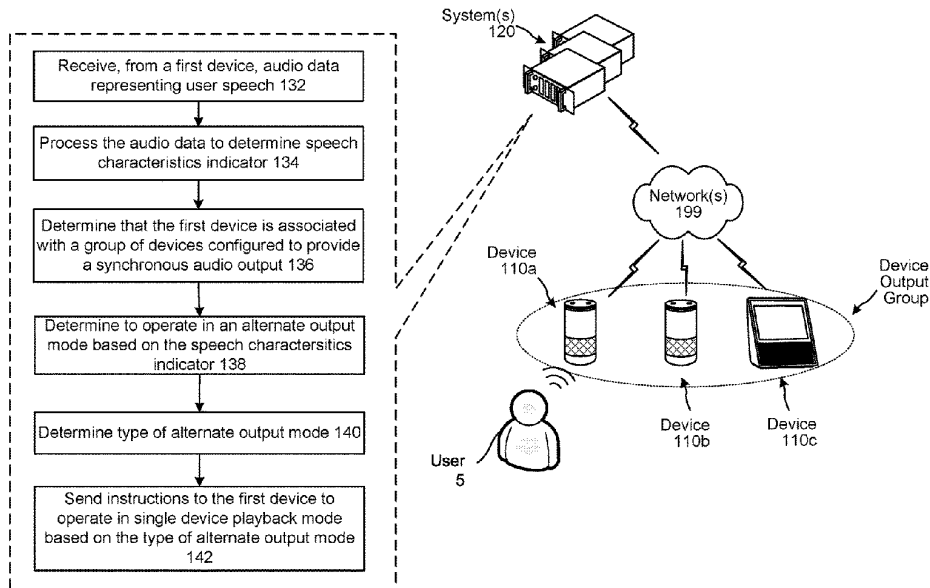 Receive, from a first device, audio data
representing user speech 132
Process the audio data to determine speech
characteristics indicator 134
Determine that the first device is associated
with a group of devices configured to provide
a synchronous audio output 136
Determine to operate in an alternate output
mode based on the speech charactersitics
indicator 138
Determine type of alternate output mode 140
Send instructions to the first device to
operate in single device playback mode
based on the type of alternate output mode
142
System(s)
120
Network(s)
199
Device
110a
Device
Output
Group
Device
110b
Device
110c
User
5